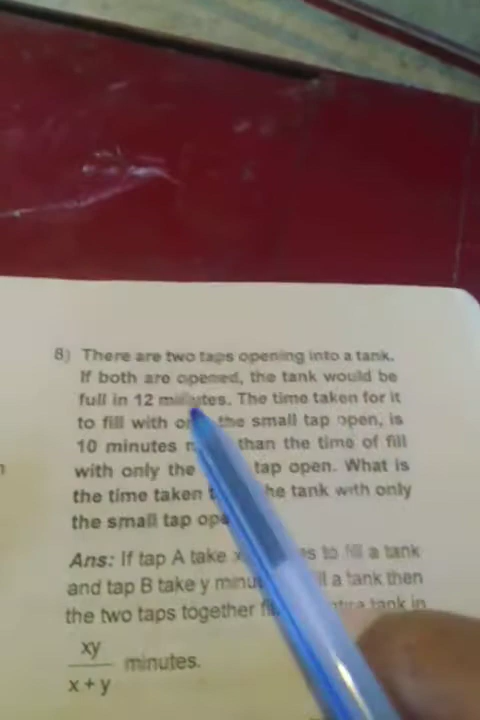 8) There are two taps opening into a tank.
If both are opened, the tank would be
full in 12 minutes. The time taken for it
to fill with the small tap open, is
10 minutes than the time of fill
with only the tap open. What is
the time taken the tank with only
the small tap
Ans: If tap A take to fill a tank
and tap B take y a tank then
the two taps together tank in
xy
minutes.
x + y